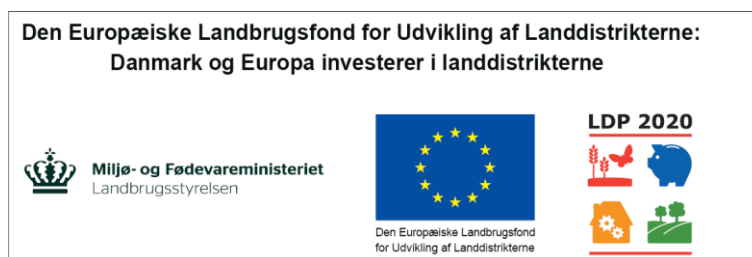 Den Europæiske Landbrugsfond for Udvikling af Landdistrikterne:
Danmark og Europa investerer i landdistrikterne
LDP 2020
Miljø- og Fødevareministeriet
Landbrugsstyrelsen
Den Europæiske Landbrugsfond
for Udvikling af Landdistrikterne